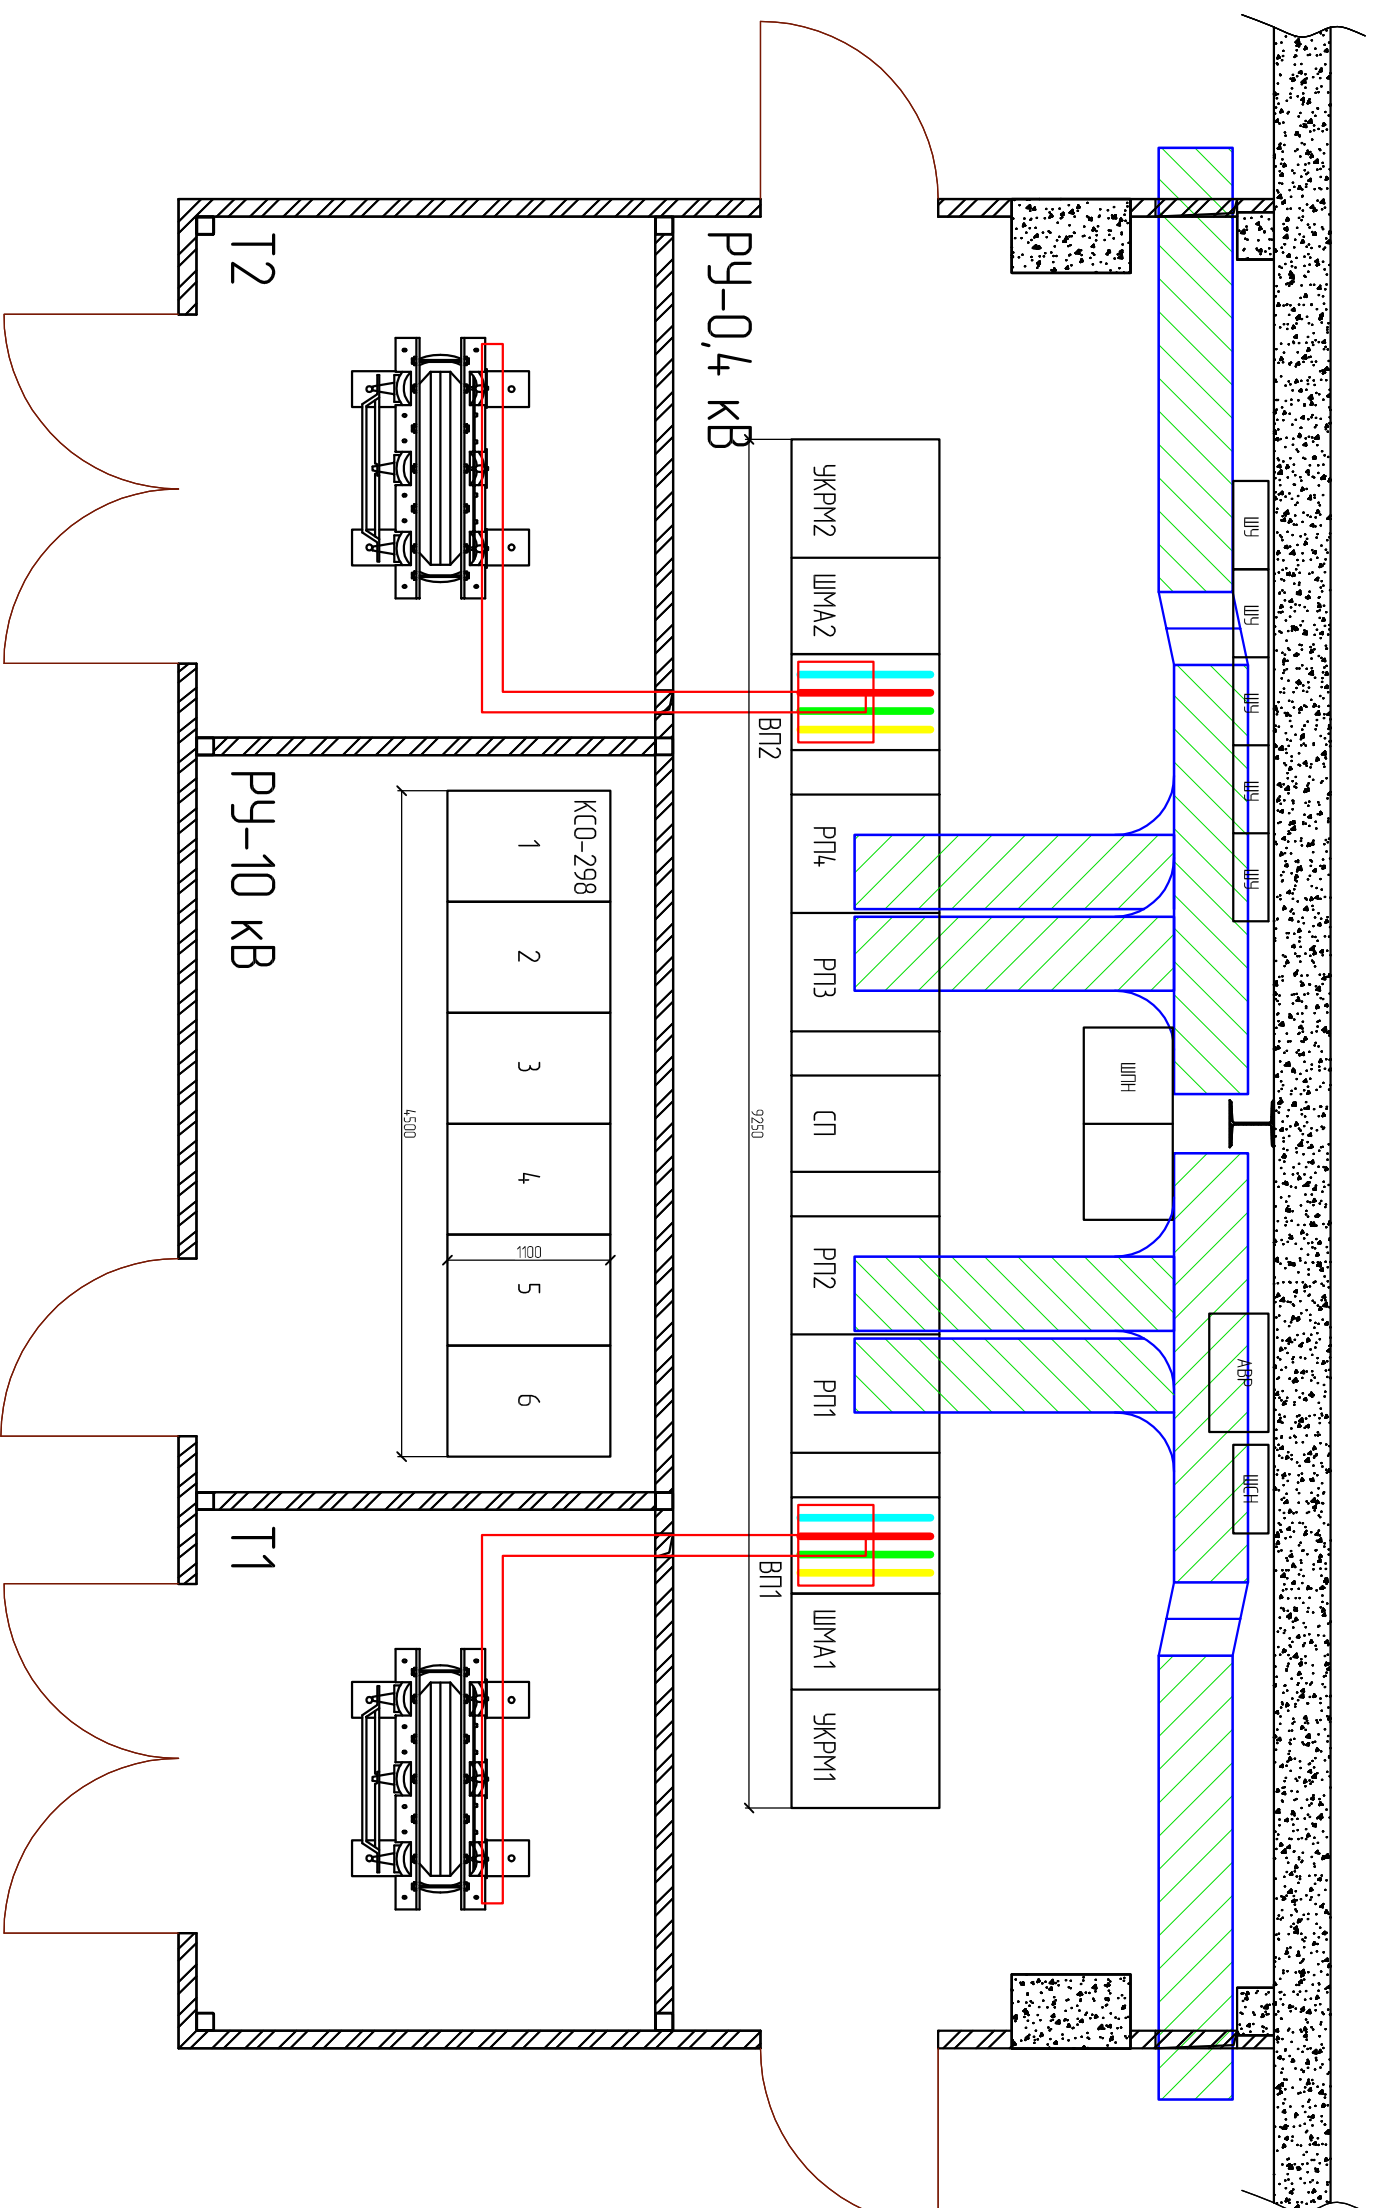 ШУ
ШУ
ШУ
ШУ
ШУ
АВР
ШСН
ШПН
УКРМ2
ШМА2
РП4
РП3
СП
РП2
РП1
ШМА1
УКРМ1
ВП2
ВП1
9250
РУ-0,4 кВ
КСО-298
1
2
3
4
1100
5
6
4500
Т2
РУ-10 кВ
Т1